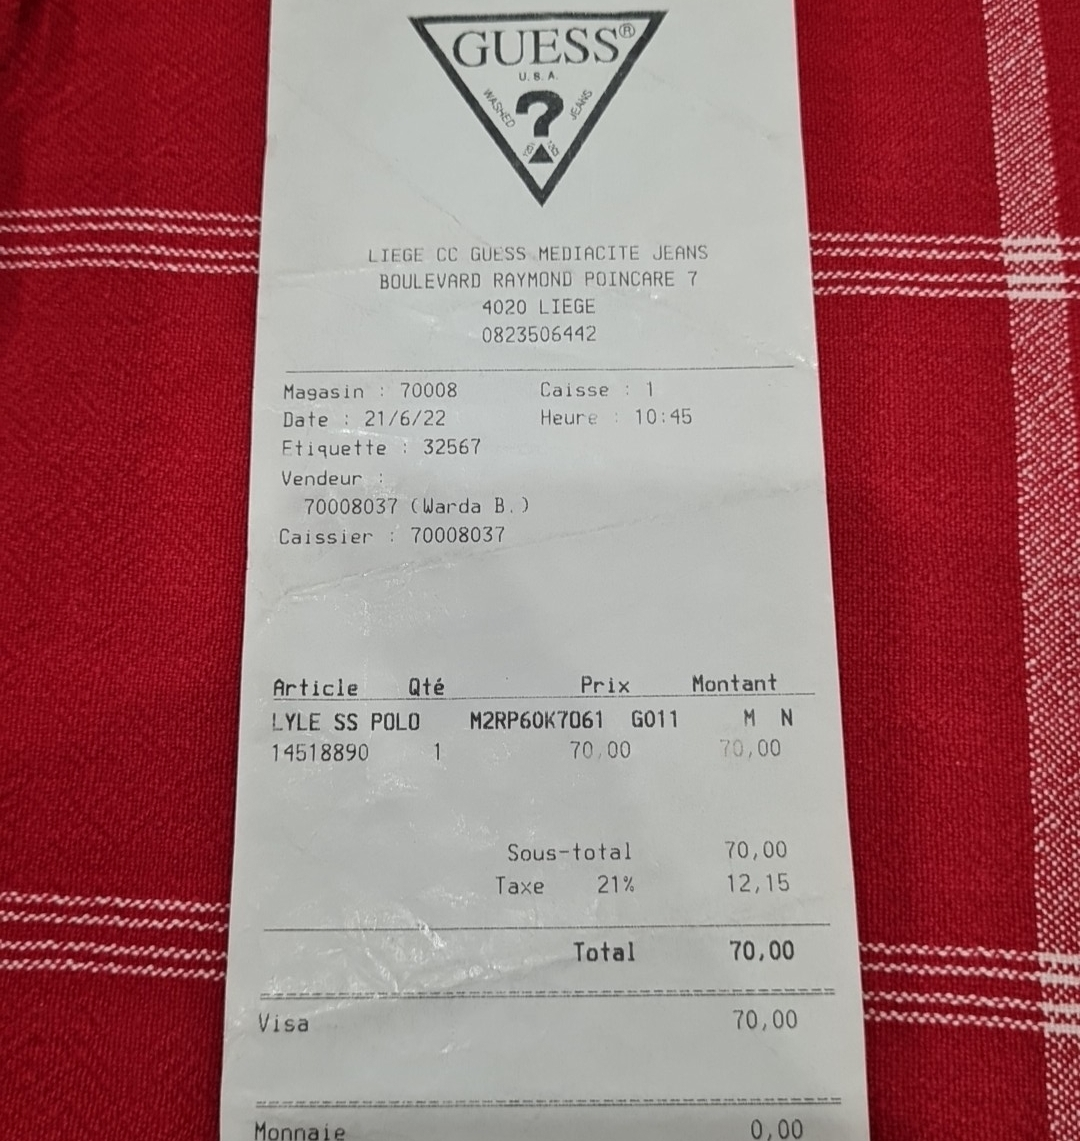 GUESS®
U.S.A.
WASHED
JEANS
?
LIEGE CC GUESS MEDIACITE JEANS
BOULEVARD RAYMOND POINCARE 7
4020 LIEGE
0823506442
Magasin : 70008 Caisse : 1
Date : 21/6/22 Heure : 10:45
Etiquette : 32567
Vendeur :
70008037 (Warda B.)
Caissier : 70008037
Article Qté Prix Montant
LYLE SS POLO M2RP60K7061 G011 M N
14518890 1 70,00 70,00
Sous-total 70,00
Taxe 21% 12,15
Total 70,00
Visa 70,00
Monnaie 0,00